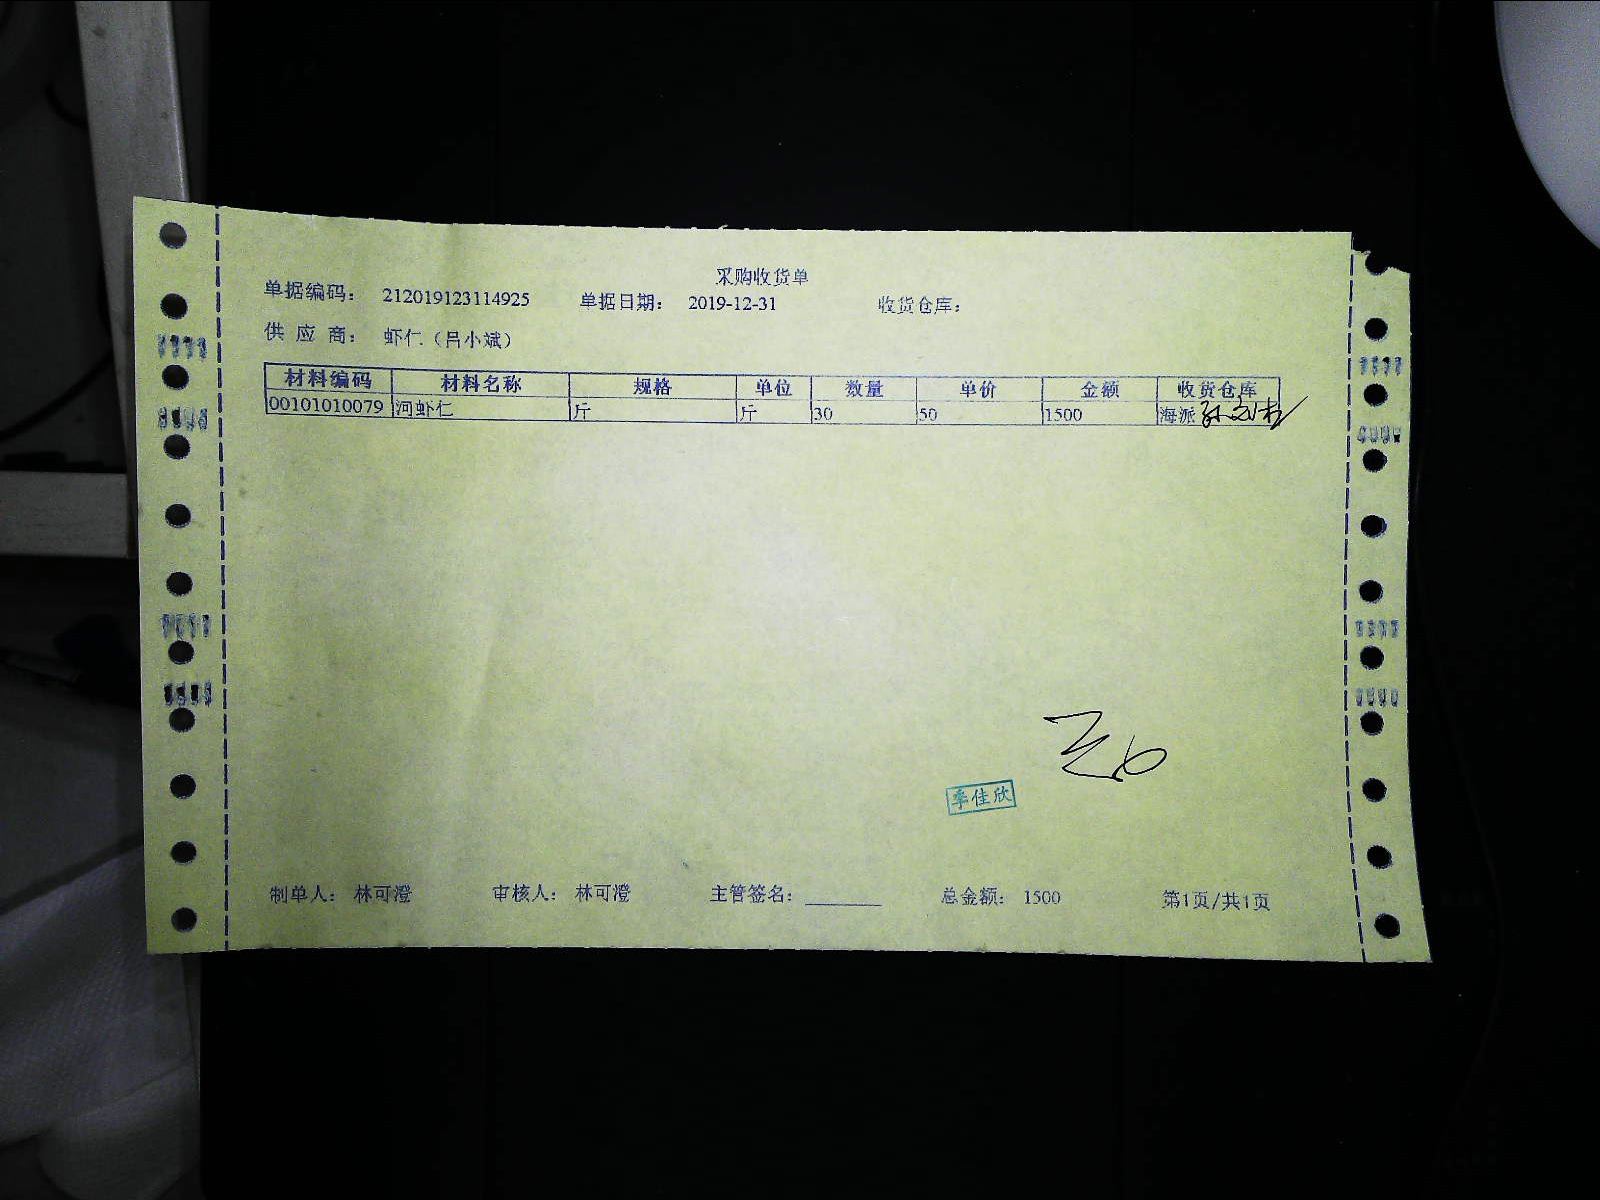 采购收货单
单据编码： 212019123114925 单据日期： 2019-12-31 收货仓库：
供 应 商： 虾仁（吕小斌）
材料编码 材料名称 规格 单位 数量 单价 金额 收货仓库
00101010079 河虾仁 斤 斤 30 50 1500 海派
季佳欣
制单人： 林可澄 审核人： 林可澄 主管签名：________ 总金额： 1500 第1页/共1页